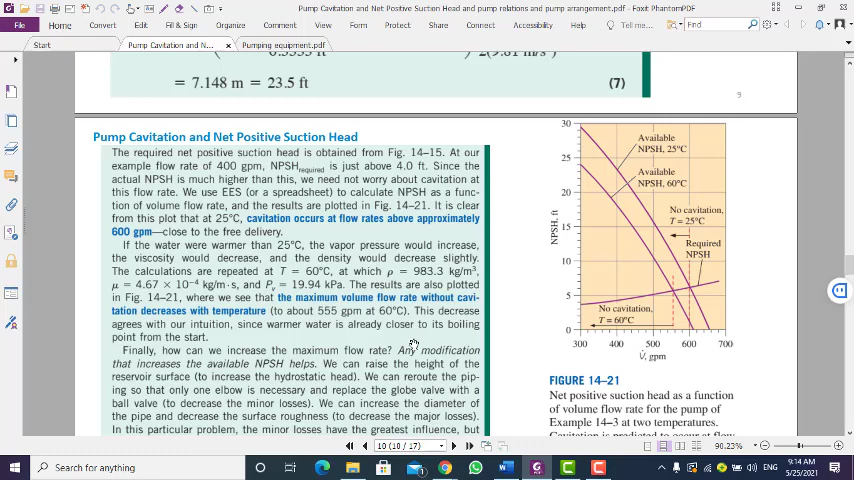 Pump Cavitation and Net Positive Suction Head and pump relations and pump arrangement.pdf - Foxit PhantomPDF
File
Home
Fill & Sign
Organize
Comment
View
Form
Protect
Share
Connect
Accessibility
Help
Tell me...
Find
Start
Pump Cavitation and N...
Pumping equipment.pdf
2(9.81 m/s
= 7.148 m = 23.5 ft
(7)
9
Pump Cavitation and Net Positive Suction Head
The required net positive suction head is obtained from Fig. 14–15. At our
example flow rate of 400 gpm, NPSHrequired is just above 4.0 ft. Since the
actual NPSH is much higher than this, we need not worry about cavitation at
this flow rate. We use EES (or a spreadsheet) to calculate NPSH as a func-
tion of volume flow rate, and the results are plotted in Fig. 14–21. It is clear
from this plot that at 25°C, cavitation occurs at flow rates above approximately
600 gpm—close to the free delivery.
If the water were warmer than 25°C, the vapor pressure would increase,
the viscosity would decrease, and the density would decrease slightly.
The calculations are repeated at T = 60°C, at which ρ = 983.3 kg/m³,
μ = 4.67 × 10⁻⁴ kg/m·s, and Pv = 19.94 kPa. The results are also plotted
in Fig. 14–21, where we see that the maximum volume flow rate without cavi-
tation decreases with temperature (to about 555 gpm at 60°C). This decrease
agrees with our intuition, since warmer water is already closer to its boiling
point from the start.
Finally, how can we increase the maximum flow rate? Any modification
that increases the available NPSH helps. We can raise the height of the
reservoir surface (to increase the hydrostatic head). We can reroute the pip-
ing so that only one elbow is necessary and replace the globe valve with a
ball valve (to decrease the minor losses). We can increase the diameter of
the pipe and decrease the surface roughness (to decrease the major losses).
In this particular problem, the minor losses have the greatest influence, but
30
25
20
15
10
5
0
NPSH, ft
Available
NPSH, 25°C
Available
NPSH, 60°C
No cavitation,
T = 25°C
Required
NPSH
No cavitation,
T = 60°C
300
400
500
600
700
V̇, gpm
FIGURE 14–21
Net positive suction head as a function
of volume flow rate for the pump of
Example 14–3 at two temperatures.
Cavitation is predicted to occur at flow
10 (10 / 17)
90.23%
Search for anything
ENG
9:14 AM
5/25/2021